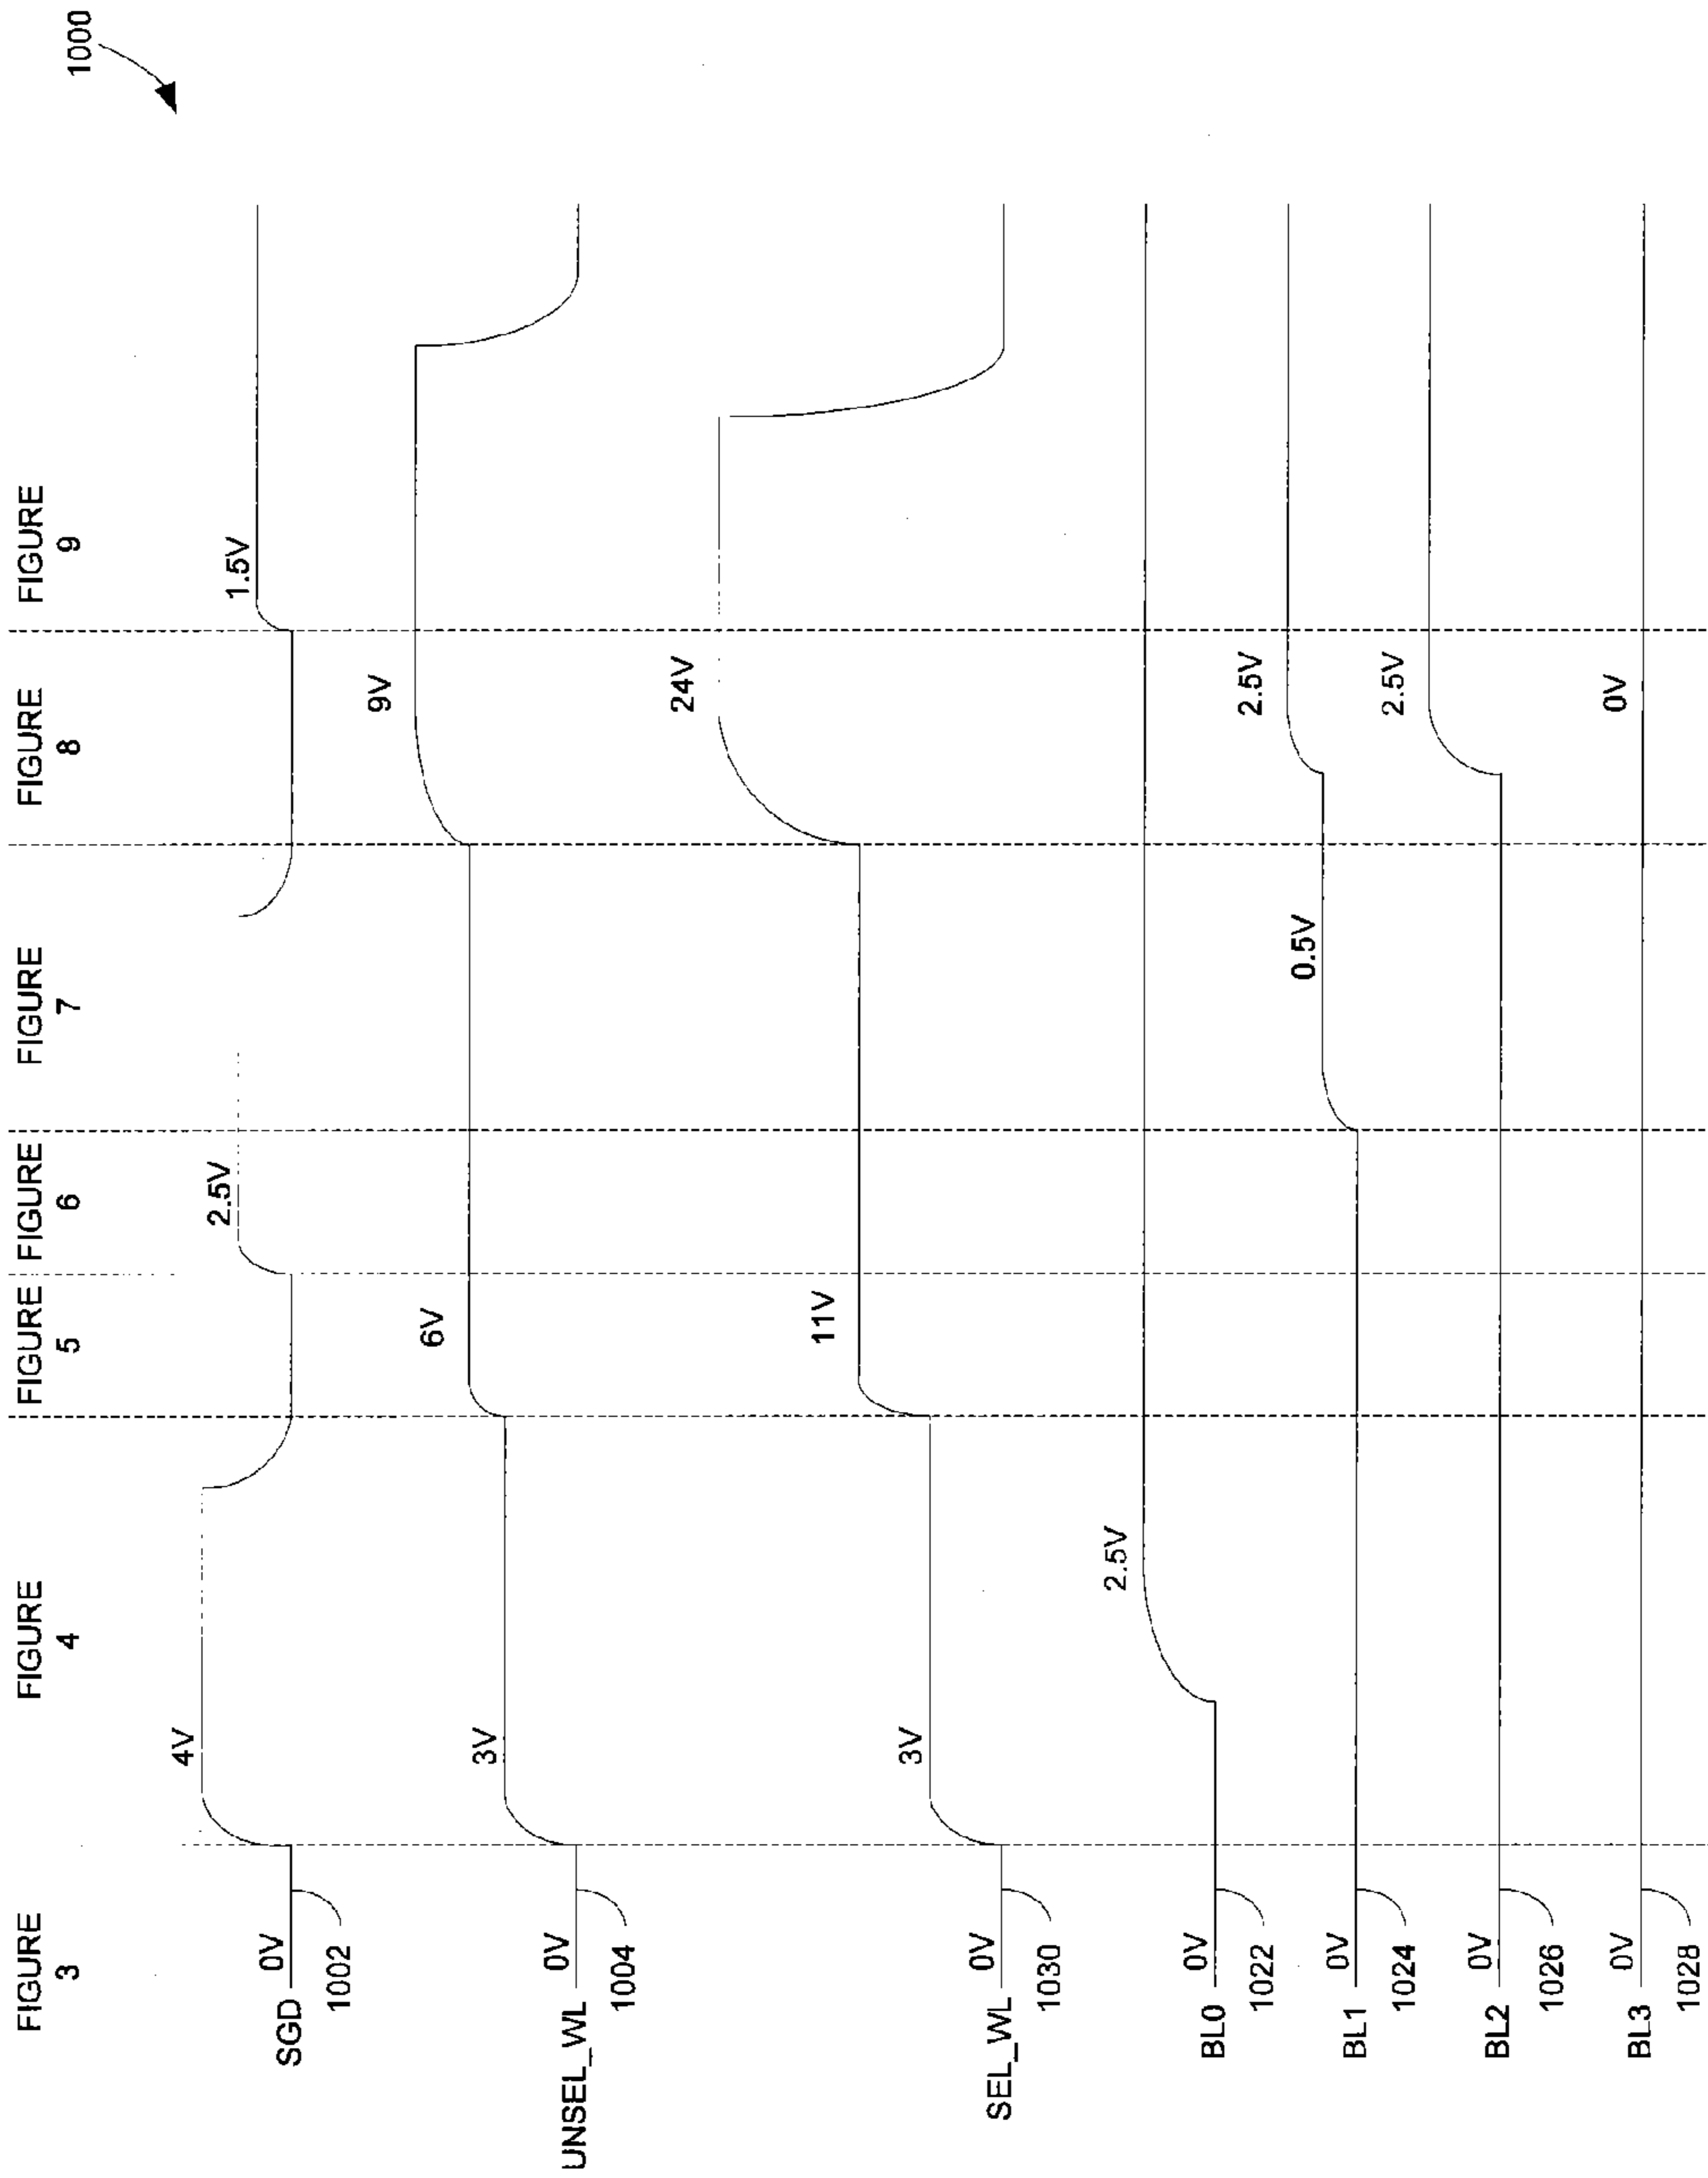 1000
FIGURE
3
FIGURE
4
FIGURE
5
FIGURE
6
FIGURE
7
FIGURE
8
FIGURE
9
SGD
0V
1002
4V
2.5V
1.5V
UNSEL_WL
0V
1004
3V
6V
9V
SEL_WL
0V
1030
3V
11V
24V
BL0
0V
1022
2.5V
BL1
0V
1024
0.5V
2.5V
BL2
0V
1026
2.5V
BL3
0V
1028
0V